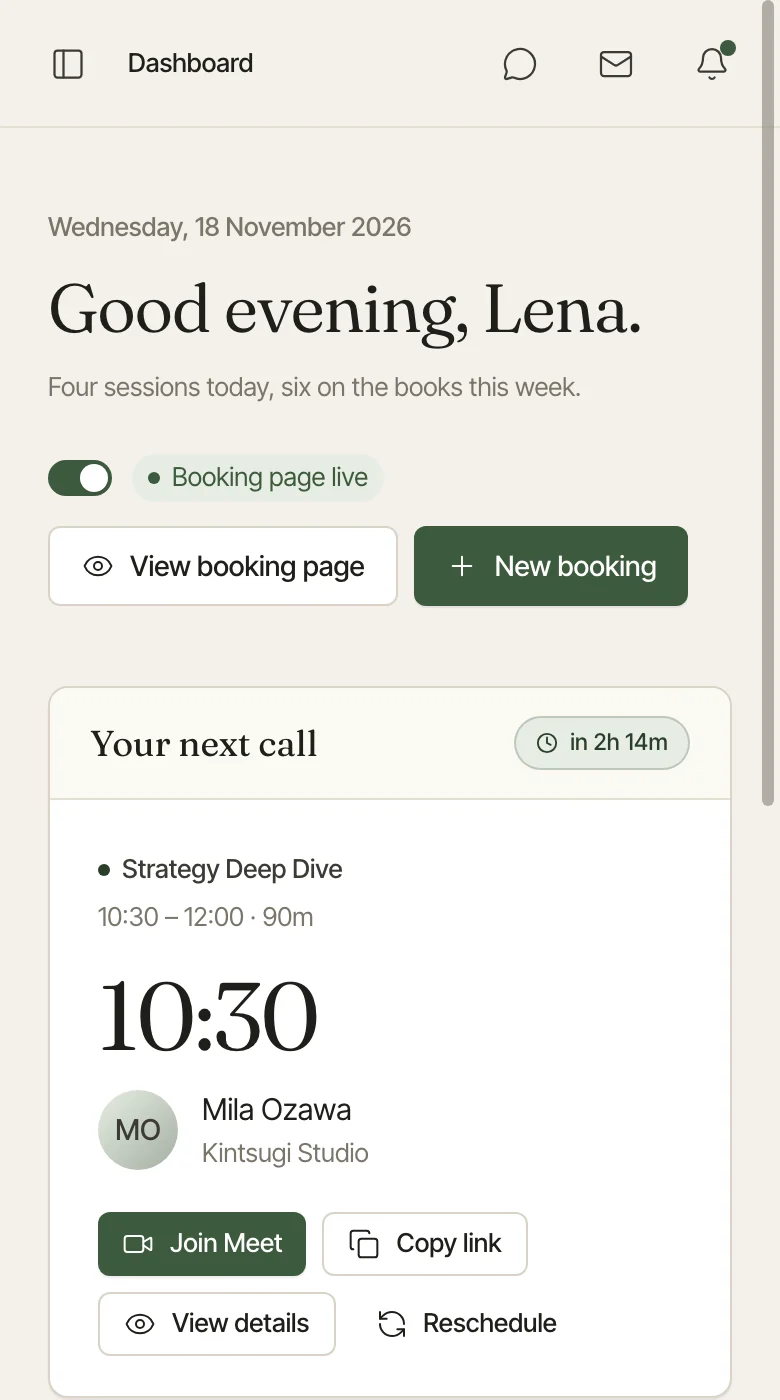 Dashboard
Wednesday, 18 November 2026
Good evening, Lena.
Four sessions today, six on the books this week.
Booking page live
View booking page
New booking
Your next call
in 2h 14m
Strategy Deep Dive
10:30 – 12:00 · 90m
10:30
MO
Mila Ozawa
Kintsugi Studio
Join Meet
Copy link
View details
Reschedule